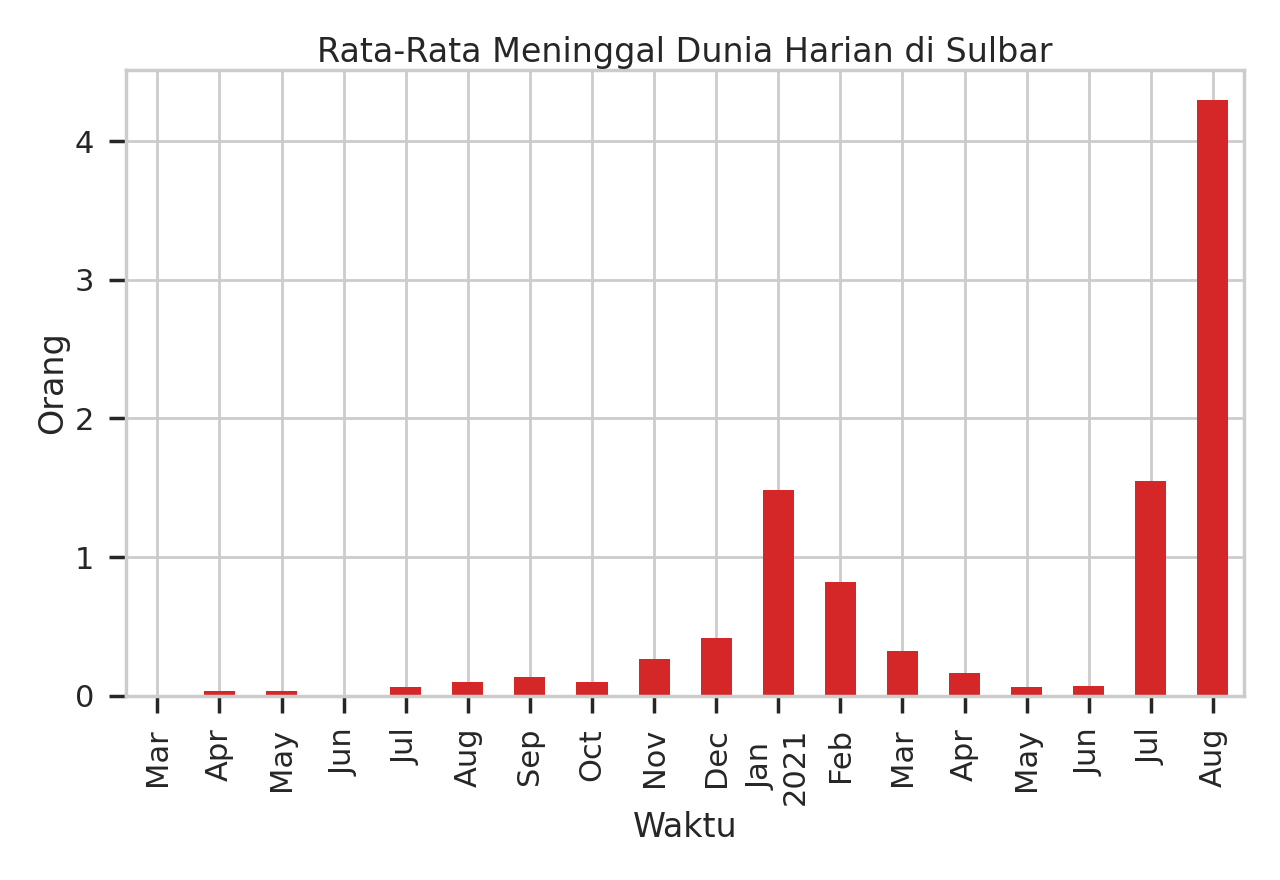 Rata-Rata Meninggal Dunia Harian di Sulbar
Orang
4
3
2
1
0
Mar
Apr
May
Jun
Jul
Aug
Sep
Oct
Nov
Dec
Jan
2021
Feb
Mar
Apr
May
Jun
Jul
Aug
Waktu